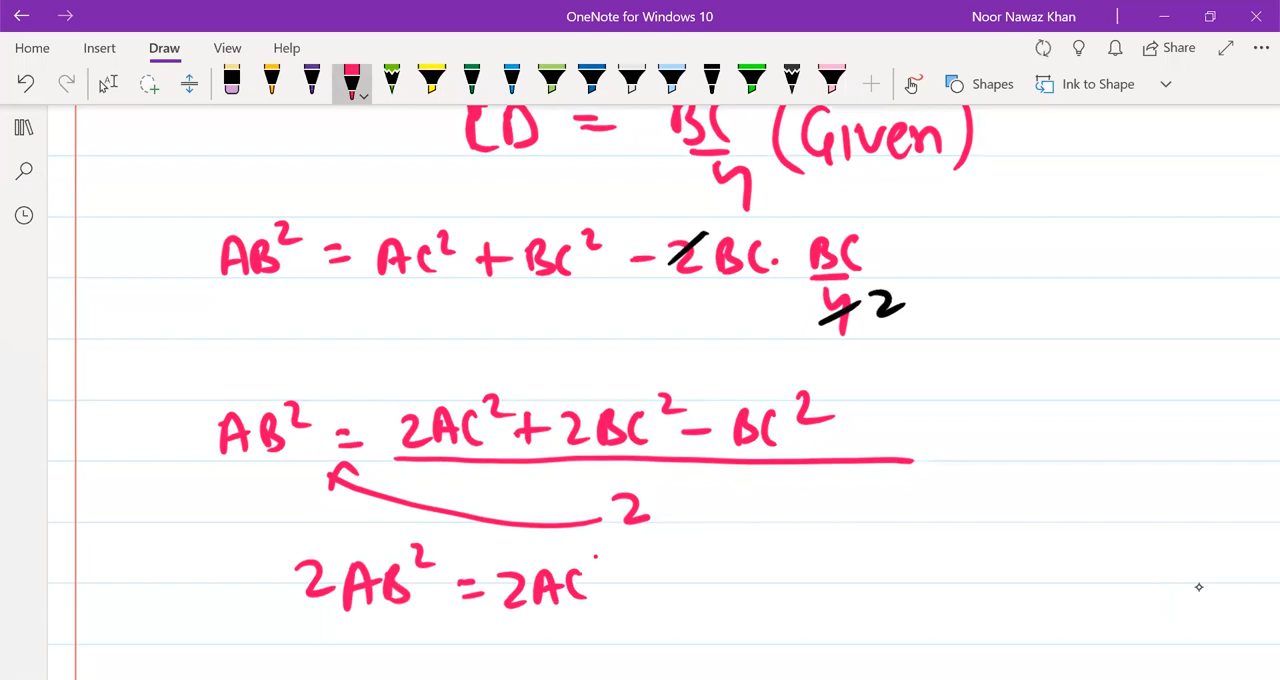 OneNote for Windows 10
Noor Nawaz Khan
Home Insert Draw View Help
Share
Shapes
Ink to Shape
CD = BC/4 (Given)
AB² = AC² + BC² - 2BC. BC/4 2
AB² = 2AC² + 2BC² - BC²
2
2AB² = 2AC